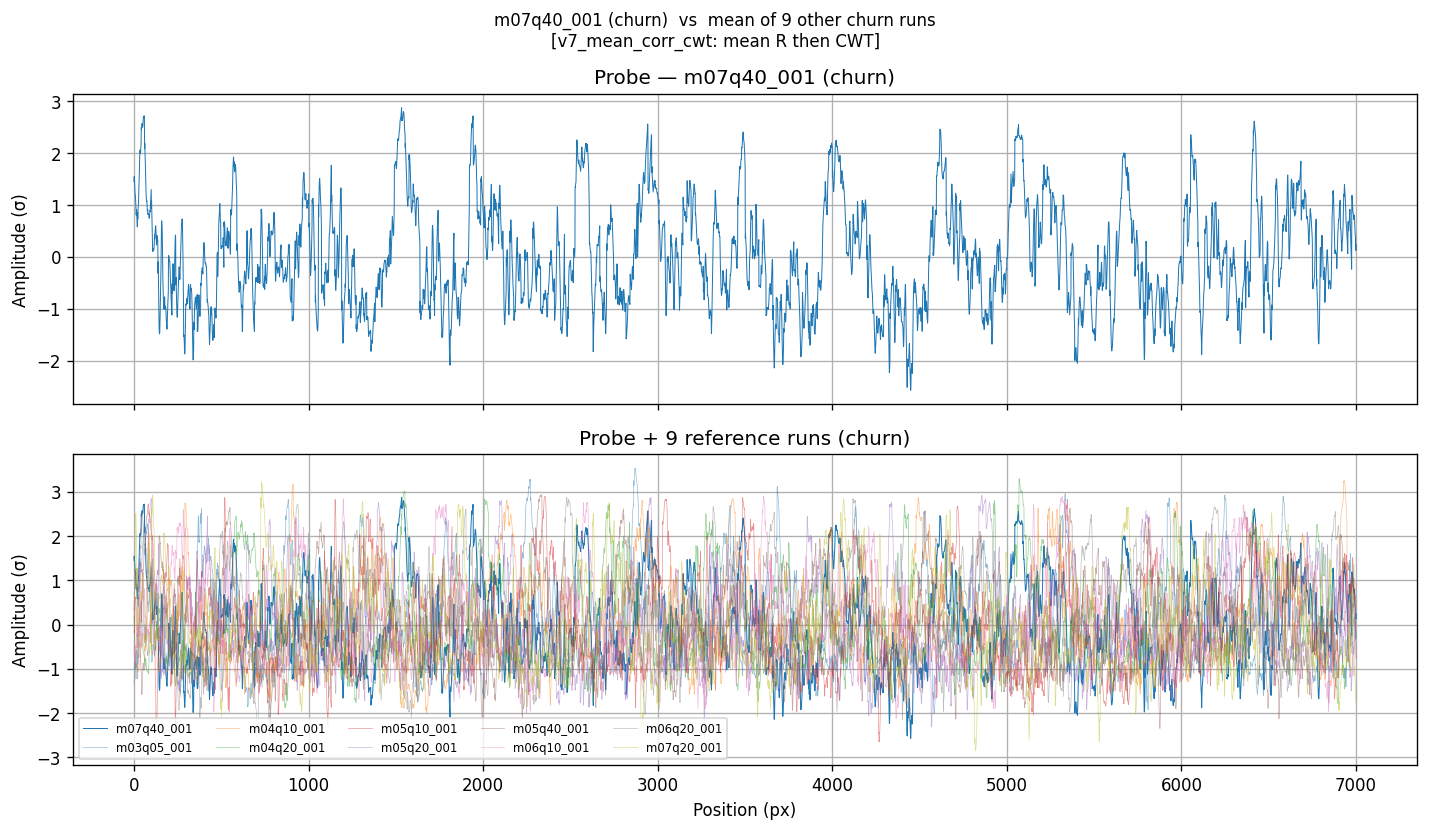 m07q40_001 (churn)  vs  mean of 9 other churn runs
[v7_mean_corr_cwt: mean R then CWT]
Probe — m07q40_001 (churn)
Amplitude (σ)
3
2
1
0
−1
−2
Probe + 9 reference runs (churn)
Amplitude (σ)
3
2
1
0
−1
−2
−3
m07q40_001 m04q10_001 m05q10_001 m05q40_001 m06q20_001
m03q05_001 m04q20_001 m05q20_001 m06q10_001 m07q20_001
0 1000 2000 3000 4000 5000 6000 7000
Position (px)